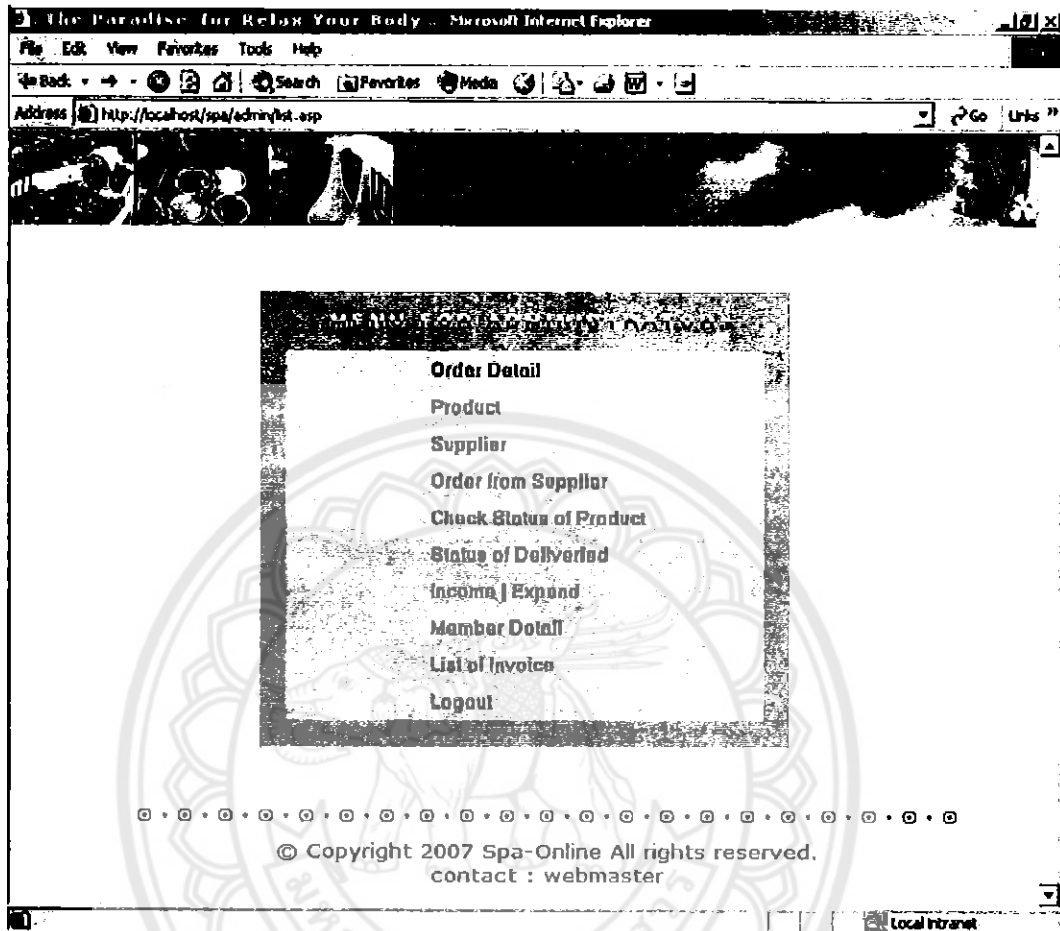 The Paradise for Relax Your Body - Microsoft Internet Explorer
File Edit View Favorites Tools Help
Back Search Favorites Media
Address http://localhost/spa/admin/list.asp Go Links »
Order Detail
Product
Supplier
Order from Supplier
Check Status of Product
Status of Delivered
Income | Expand
Member Detail
List of Invoice
Logout
© Copyright 2007 Spa-Online All rights reserved.
contact : webmaster
Local intranet